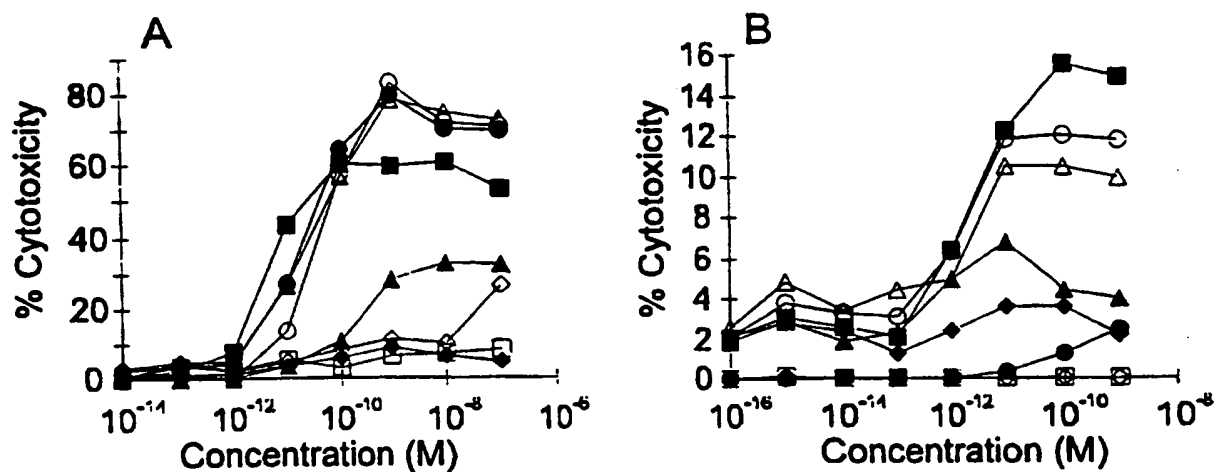 A
% Cytotoxicity
80
60
40
20
0
10⁻¹⁴ 10⁻¹² 10⁻¹⁰ 10⁻⁸ 10⁻⁶
Concentration (M)
B
% Cytotoxicity
16
14
12
10
8
6
4
2
0
10⁻¹⁶ 10⁻¹⁴ 10⁻¹² 10⁻¹⁰ 10⁻⁸
Concentration (M)